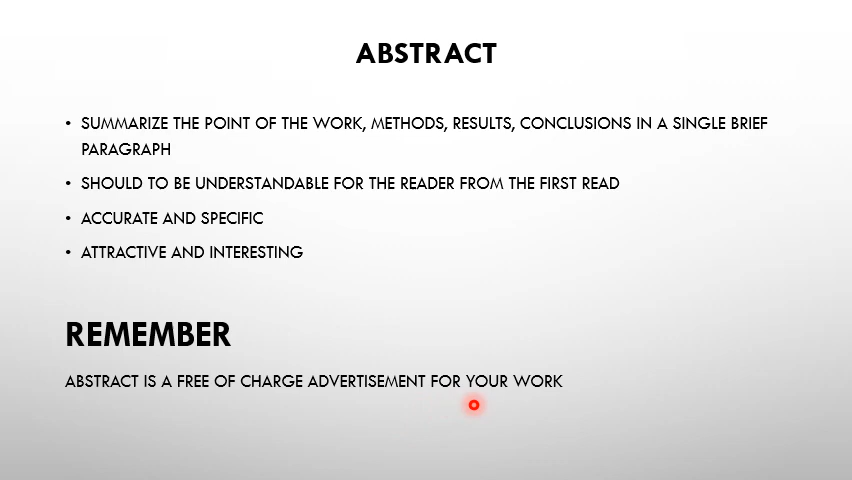 ABSTRACT
• SUMMARIZE THE POINT OF THE WORK, METHODS, RESULTS, CONCLUSIONS IN A SINGLE BRIEF
PARAGRAPH
• SHOULD TO BE UNDERSTANDABLE FOR THE READER FROM THE FIRST READ
• ACCURATE AND SPECIFIC
• ATTRACTIVE AND INTERESTING
REMEMBER
ABSTRACT IS A FREE OF CHARGE ADVERTISEMENT FOR YOUR WORK